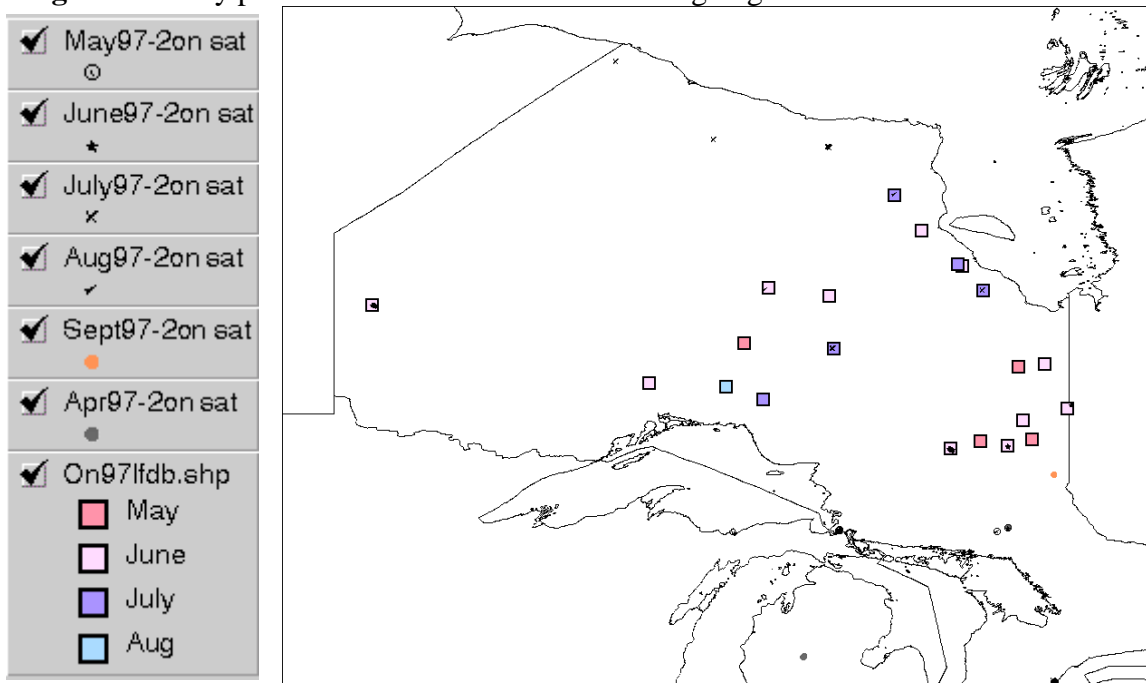 May97-2on sat
June97-2on sat
July97-2on sat
Aug97-2on sat
Sept97-2on sat
Apr97-2on sat
On97lfdb.shp
May
June
July
Aug